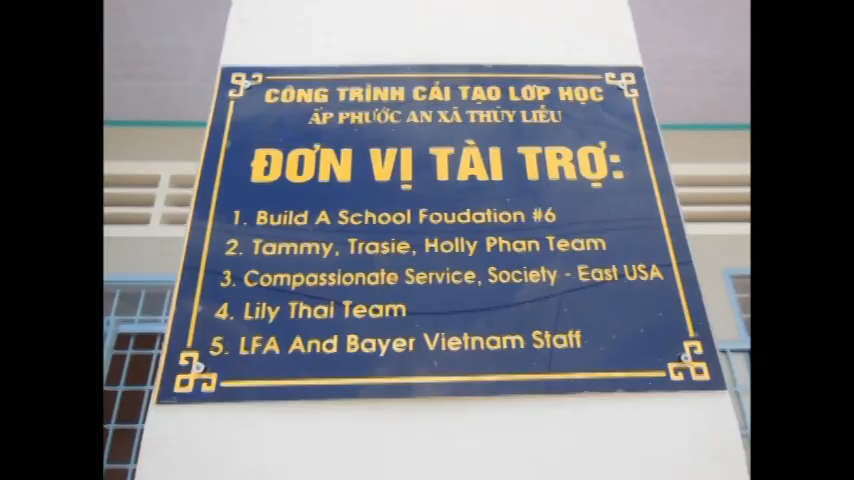 CÔNG TRÌNH CẢI TẠO LỚP HỌC
ẤP PHƯỚC AN XÃ THỦY LIỄU
ĐƠN VỊ TÀI TRỢ:
1. Build A School Foudation #6
2. Tammy, Trasie, Holly Phan Team
3. Compassionate Service, Society - East USA
4. Lily Thai Team
5. LFA And Bayer Vietnam Staff